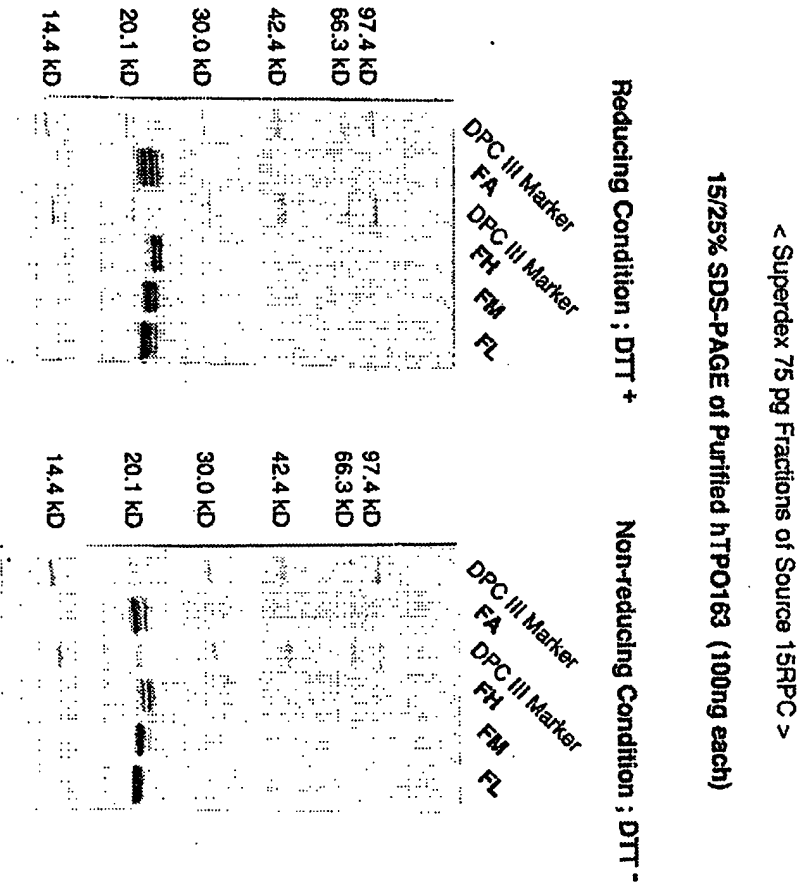 < Superdex 75 pg Fractions of Source 15RPC >
15/25% SDS-PAGE of Purified hTPO163 (100ng each)
Reducing Condition ; DTT +
DPC III Marker
FA
DPC III Marker
FH
FM
FL
97.4 kD
66.3 kD
42.4 kD
30.0 kD
20.1 kD
14.4 kD
Non-reducing Condition ; DTT -
DPC III Marker
FA
DPC III Marker
FH
FM
FL
97.4 kD
66.3 kD
42.4 kD
30.0 kD
20.1 kD
14.4 kD